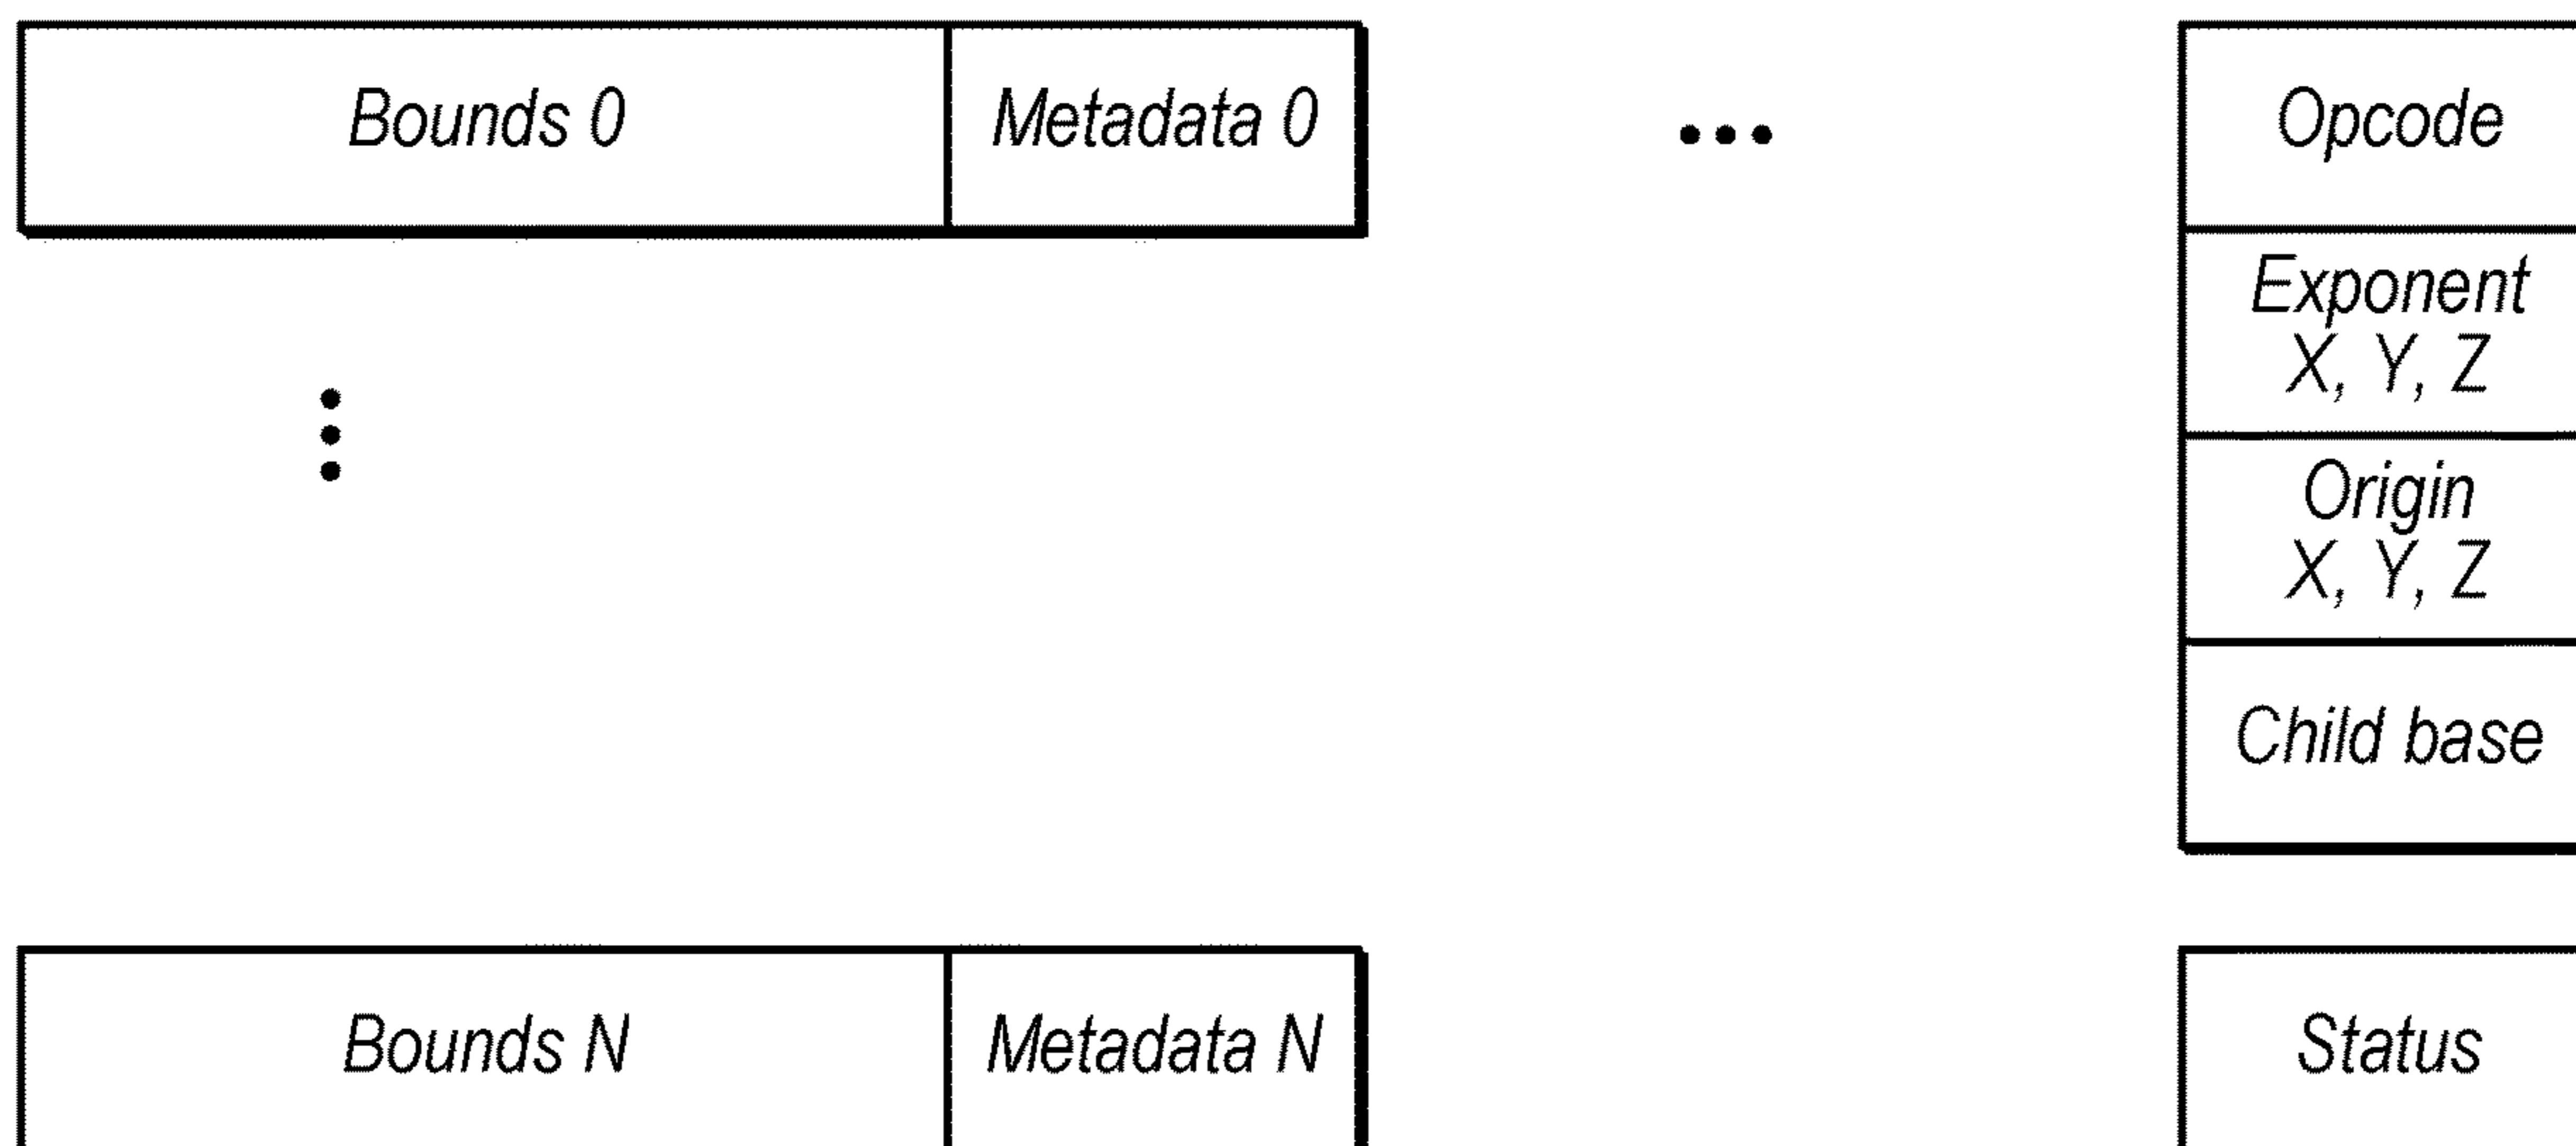 Bounds 0
Metadata 0
...
Opcode
Exponent
X, Y, Z
Origin
X, Y, Z
Child base
Bounds N
Metadata N
Status